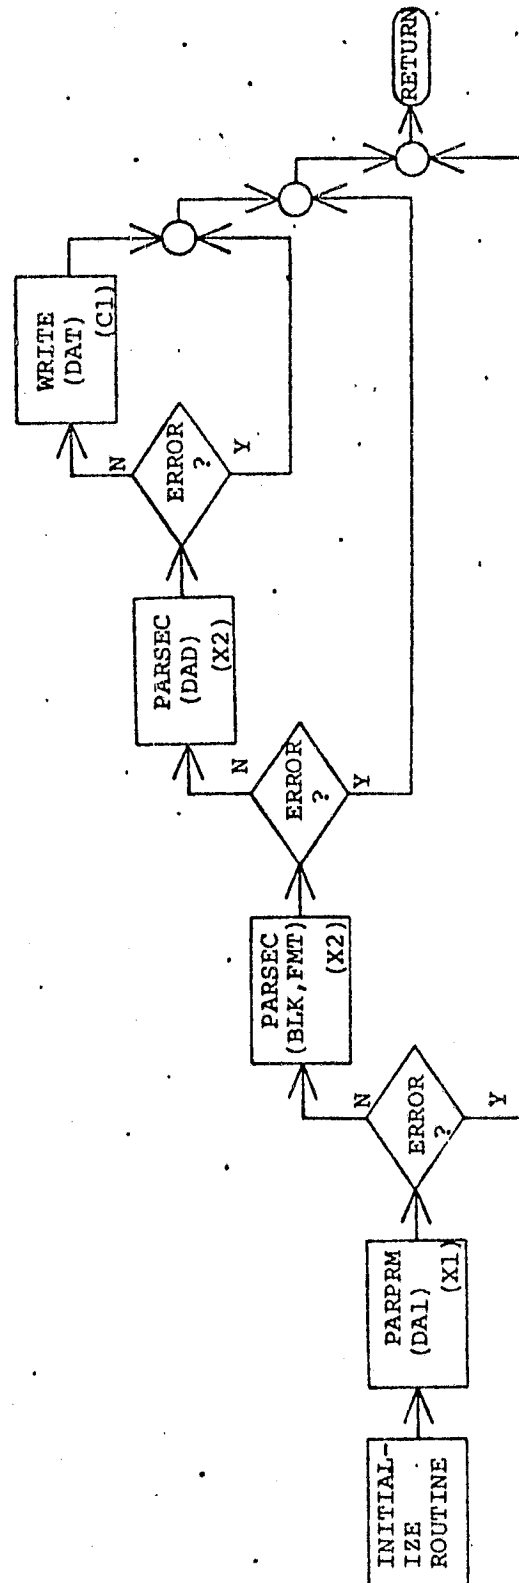 INITIAL-
IZE
ROUTINE
PARPRM
(DA1)
(X1)
ERROR
?
N
Y
PARSEC
(BLK,FMT)
(X2)
ERROR
?
N
Y
PARSEC
(DAD)
(X2)
ERROR
?
N
Y
WRITE
(DAT)
(C1)
RETURN